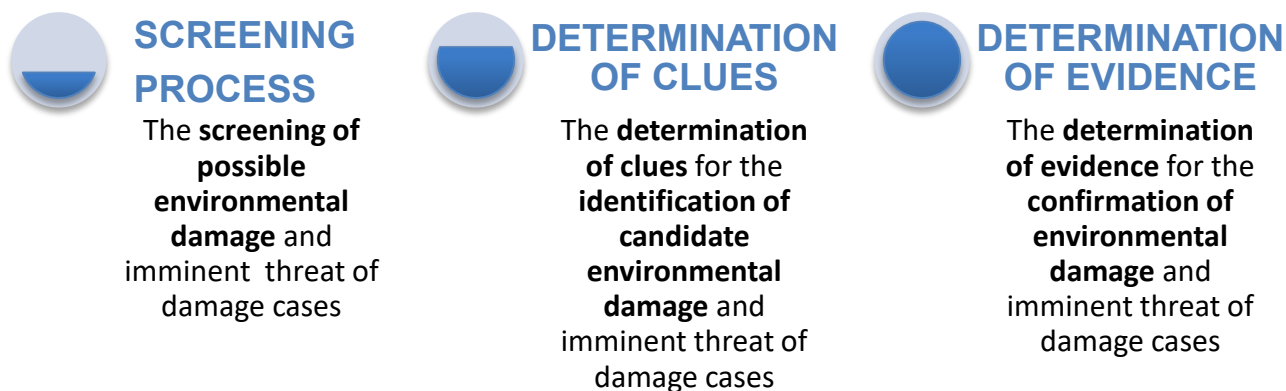 SCREENING
PROCESS
The screening of
possible
environmental
damage and
imminent threat of
damage cases
DETERMINATION
OF CLUES
The determination
of clues for the
identification of
candidate
environmental
damage and
imminent threat of
damage cases
DETERMINATION
OF EVIDENCE
The determination
of evidence for the
confirmation of
environmental
damage and
imminent threat of
damage cases